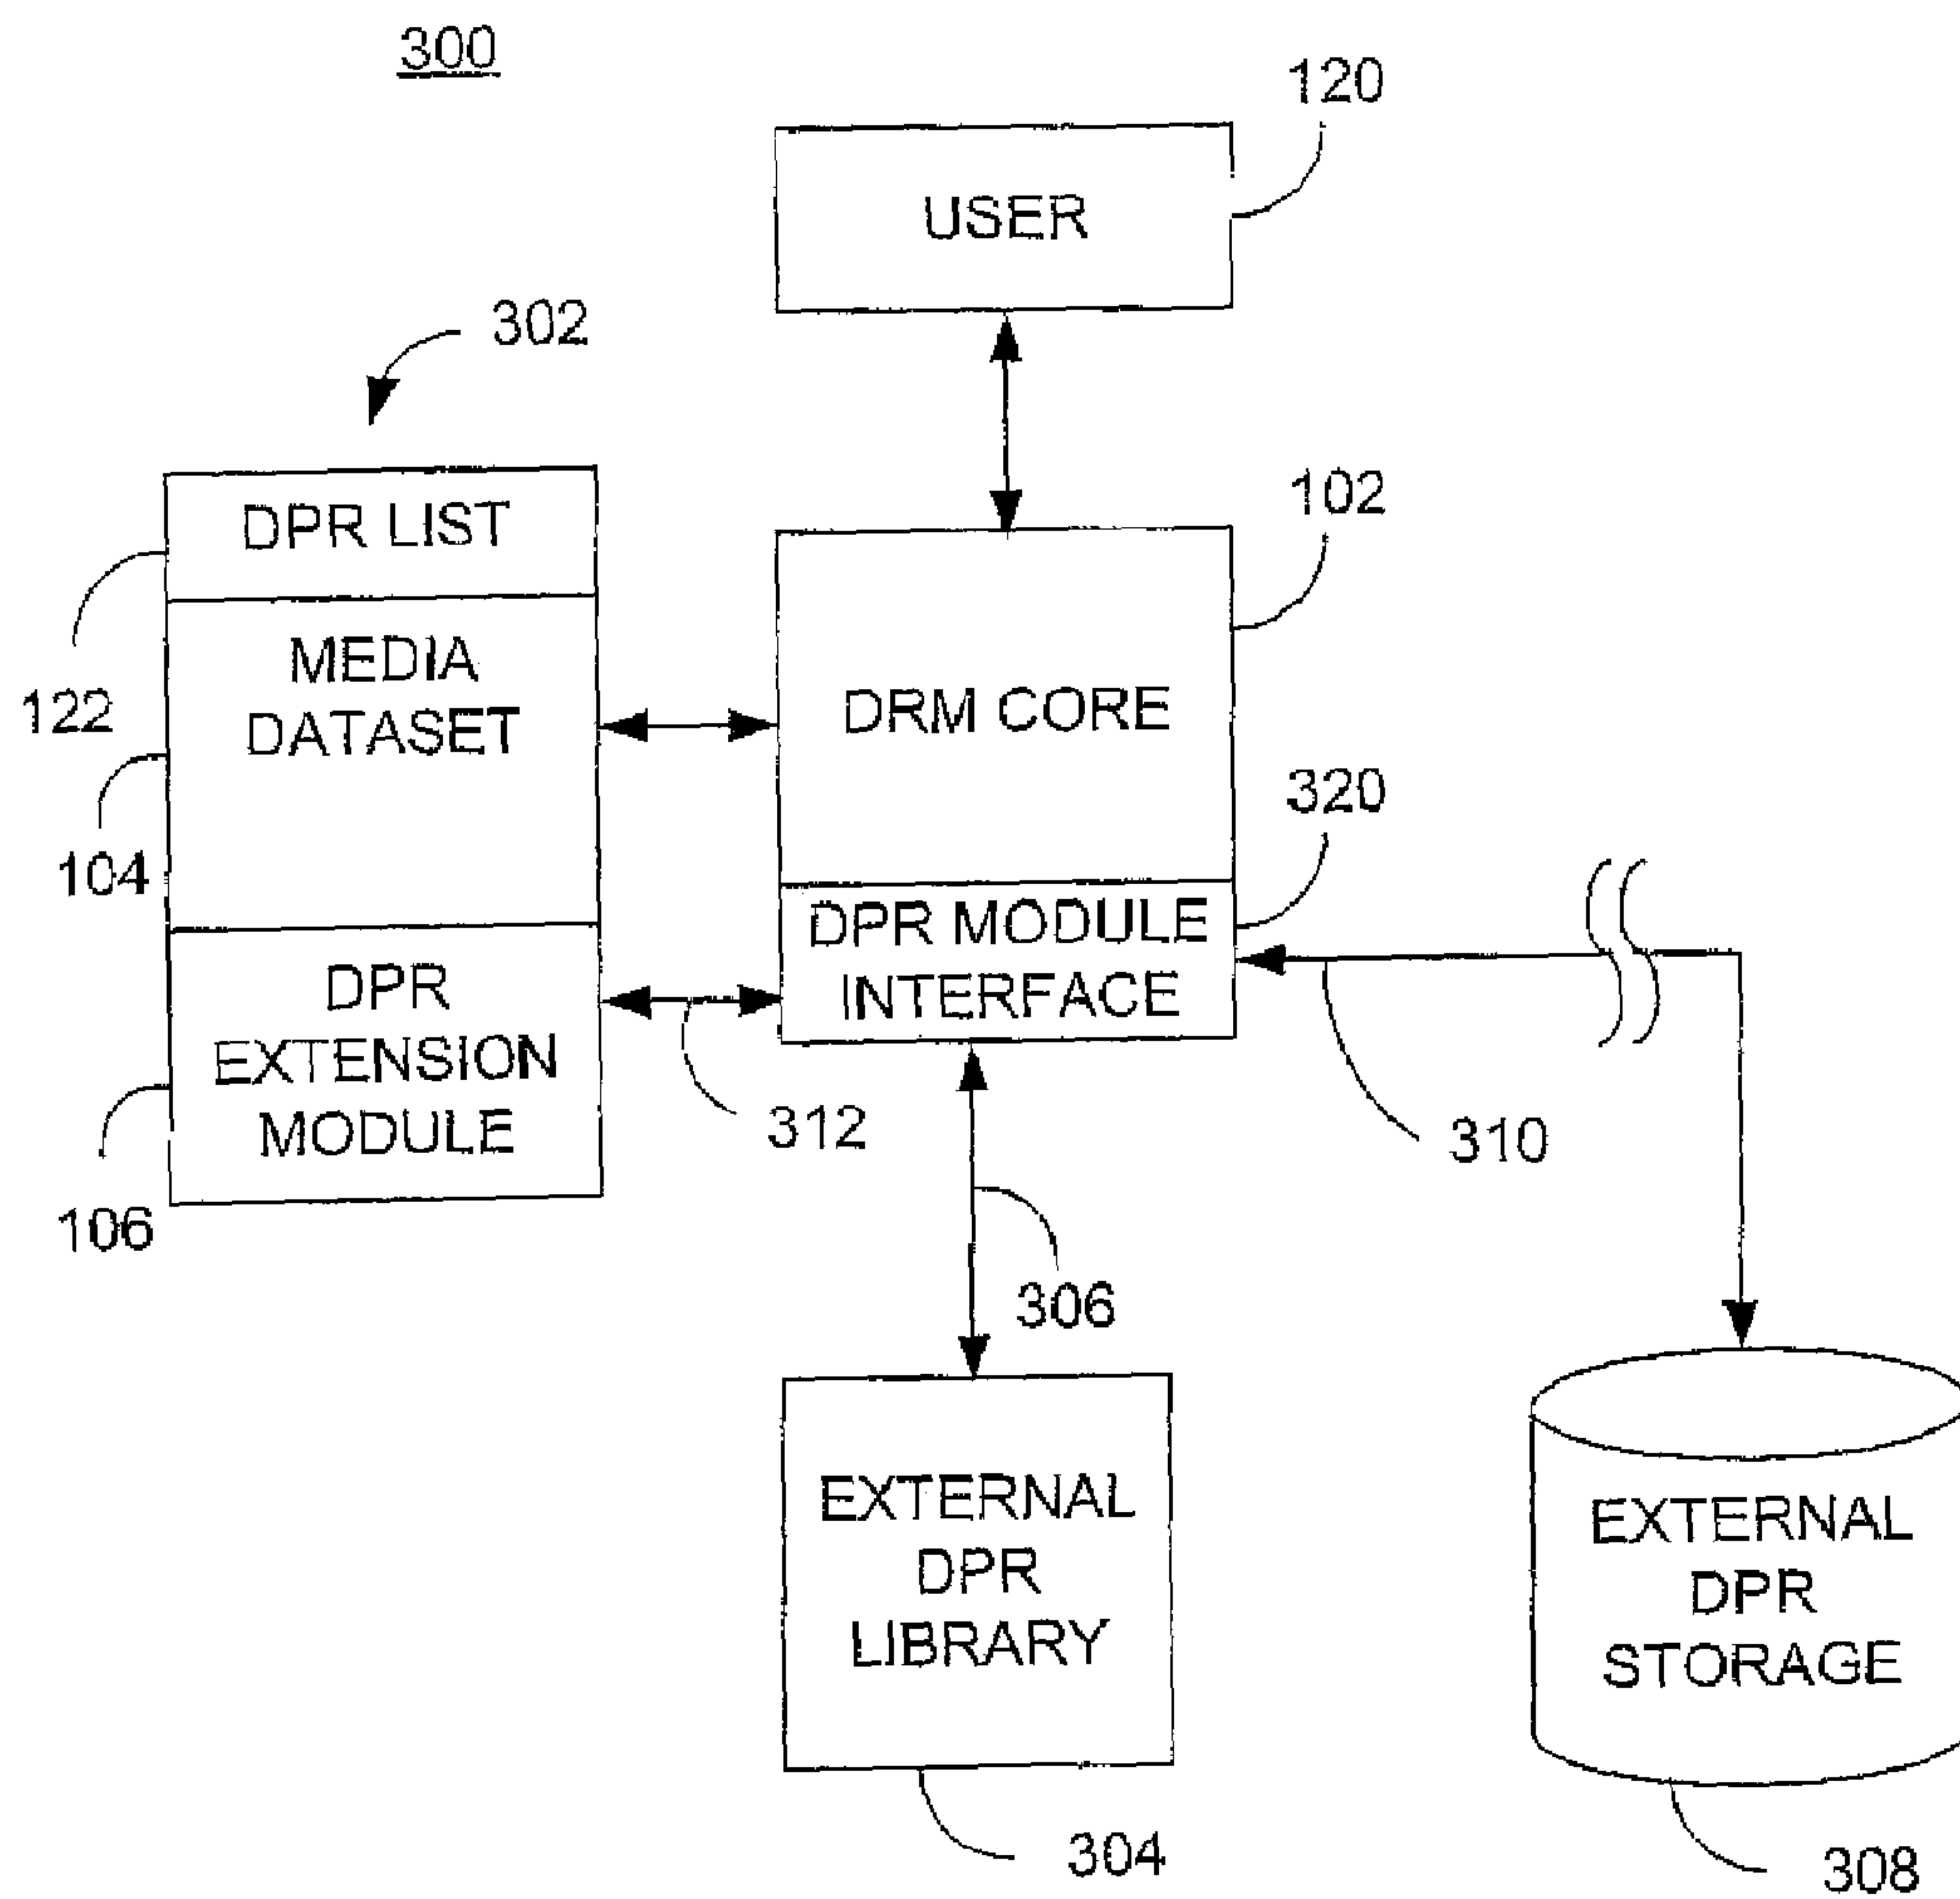 300
120
USER
302
DPR LIST
102
MEDIA
DATASET
122
DRM CORE
320
104
DPR MODULE
INTERFACE
DPR
EXTENSION
MODULE
312
310
106
306
EXTERNAL
DPR
LIBRARY
EXTERNAL
DPR
STORAGE
304
308